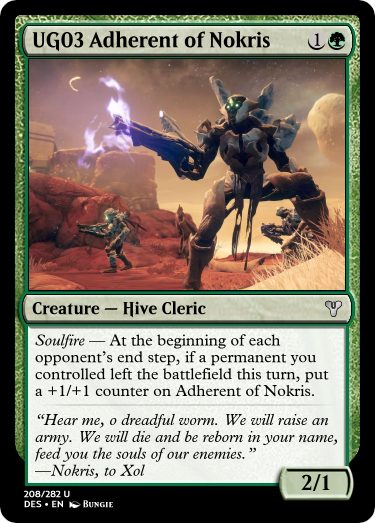 UG03 Adherent of Nokris 1
Creature — Hive Cleric
Soulfire — At the beginning of each
opponent's end step, if a permanent you
controlled left the battlefield this turn, put
a +1/+1 counter on Adherent of Nokris.
“Hear me, o dreadful worm. We will raise an
army. We will die and be reborn in your name,
feed you the souls of our enemies.”
—Nokris, to Xol
2/1
208/282 U
DES • EN Bungie